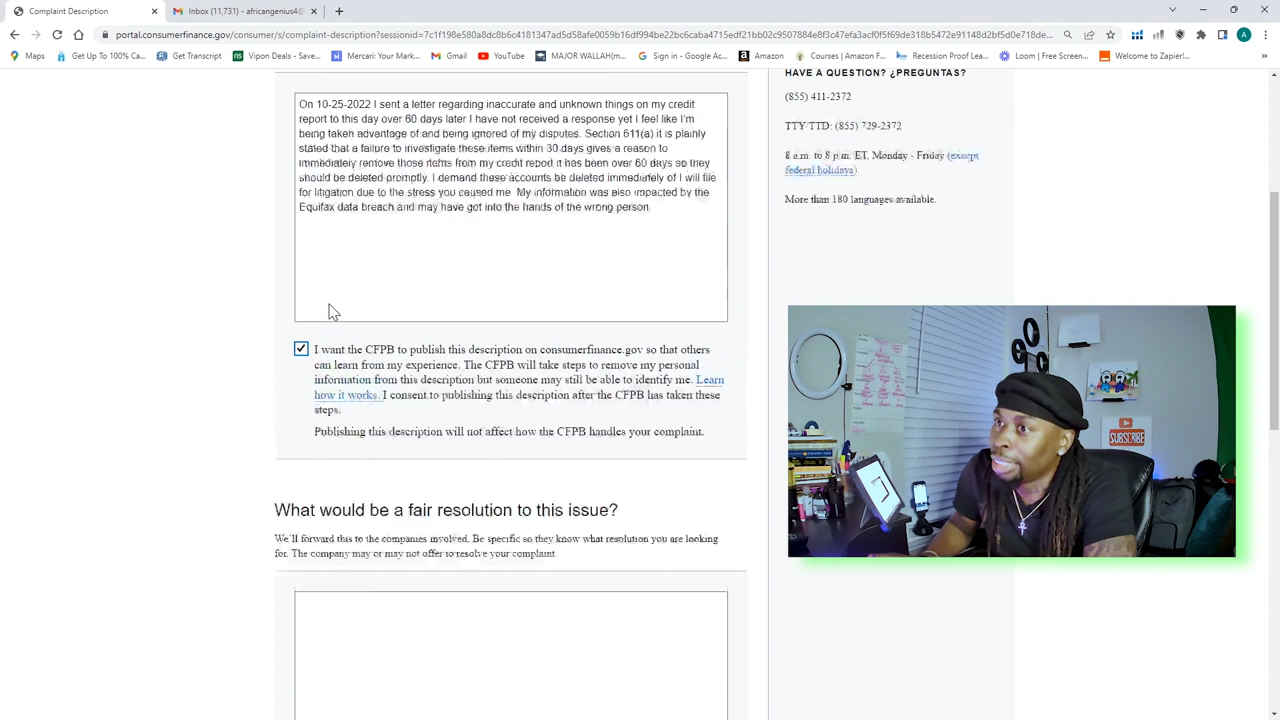 Complaint Description
Inbox (11,731) - africangenius4@
portal.consumerfinance.gov/consumer/s/complaint-description?sessionid=
Maps
Get Up To 100% Ca...
Get Transcript
Vipon Deals - Save...
Mercari: Your Mark...
Gmail
YouTube
MAJOR WALLAH(m...
Sign in - Google Ac...
Amazon
Courses / Amazon F...
Recession Proof Lea...
Loom | Free Screen...
Welcome to Zapier!...
On 10-25-2022 I sent a letter regarding inaccurate and unknown things on my credit
report to this day over 60 days later I have not received a response yet I feel like I'm
being taken advantage of and being ignored of my disputes. Section 611(a) it is plainly
stated that a failure to investigate these items within 30 days gives a reason to
immediately remove those items from my credit report it has been over 60 days so they
should be deleted promptly. I demand these accounts be deleted immediately of I will file
for litigation due to the stress you caused me. My information was also impacted by the
Equifax data breach and may have got into the hands of the wrong person.
I want the CFPB to publish this description on consumerfinance.gov so that others
can learn from my experience. The CFPB will take steps to remove my personal
information from this description but someone may still be able to identify me. Learn
how it works. I consent to publishing this description after the CFPB has taken these
steps.
Publishing this description will not affect how the CFPB handles your complaint.
What would be a fair resolution to this issue?
We'll forward this to the companies involved. Be specific so they know what resolution you are looking
for. The company may or may not offer to resolve your complaint.
HAVE A QUESTION? ¿PREGUNTAS?
(855) 411-2372
TTY TTD: (855) 729-2372
8 a.m. to 8 p.m. ET, Monday - Friday (except
federal holidays)
More than 180 languages available.
SUBSCRIBE